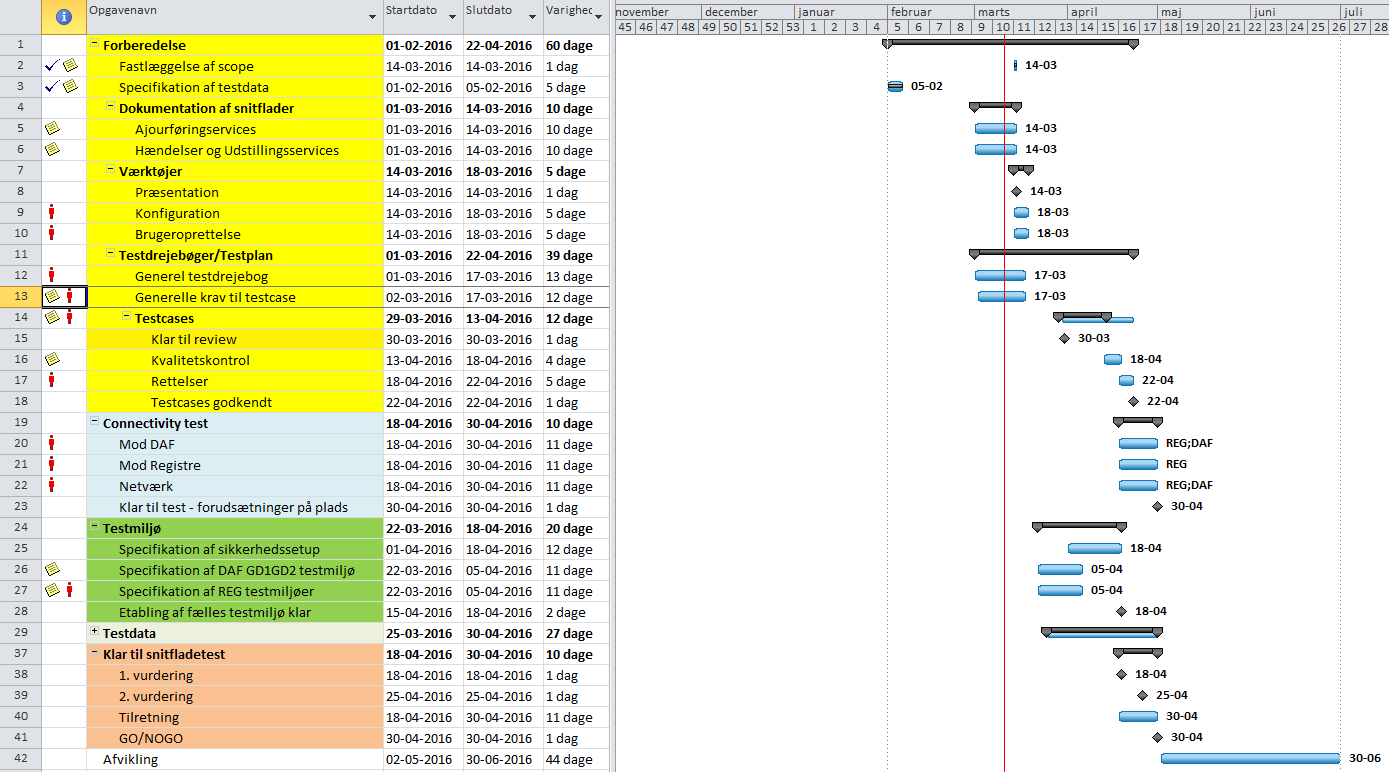 Opgavenavn Startdato Slutdato Varighed november december januar februar marts april maj juni juli
45 46 47 48 49 50 51 52 53 1 2 3 4 5 6 7 8 9 10 11 12 13 14 15 16 17 18 19 20 21 22 23 24 25 26 27 28
1 Forberedelse 01-02-2016 22-04-2016 60 dage
2 Fastlæggelse af scope 14-03-2016 14-03-2016 1 dag 14-03
3 Specifikation af testdata 01-02-2016 05-02-2016 5 dage 05-02
4 Dokumentation af snitflader 01-03-2016 14-03-2016 10 dage
5 Ajourføringservices 01-03-2016 14-03-2016 10 dage 14-03
6 Hændelser og Udstillingsservices 01-03-2016 14-03-2016 10 dage 14-03
7 Værktøjer 14-03-2016 18-03-2016 5 dage
8 Præsentation 14-03-2016 14-03-2016 1 dag 14-03
9 Konfiguration 14-03-2016 18-03-2016 5 dage 18-03
10 Brugeroprettelse 14-03-2016 18-03-2016 5 dage 18-03
11 Testdrejebøger/Testplan 01-03-2016 22-04-2016 39 dage
12 Generel testdrejebog 01-03-2016 17-03-2016 13 dage 17-03
13 Generelle krav til testcase 02-03-2016 17-03-2016 12 dage 17-03
14 Testcases 29-03-2016 13-04-2016 12 dage
15 Klar til review 30-03-2016 30-03-2016 1 dag 30-03
16 Kvalitetskontrol 13-04-2016 18-04-2016 4 dage 18-04
17 Rettelser 18-04-2016 22-04-2016 5 dage 22-04
18 Testcases godkendt 22-04-2016 22-04-2016 1 dag 22-04
19 Connectivity test 18-04-2016 30-04-2016 10 dage
20 Mod DAF 18-04-2016 30-04-2016 11 dage REG;DAF
21 Mod Registre 18-04-2016 30-04-2016 11 dage REG
22 Netværk 18-04-2016 30-04-2016 11 dage REG;DAF
23 Klar til test - forudsætninger på plads 30-04-2016 30-04-2016 1 dag 30-04
24 Testmiljø 22-03-2016 18-04-2016 20 dage
25 Specifikation af sikkerhedssetup 01-04-2016 18-04-2016 12 dage 18-04
26 Specifikation af DAF GD1GD2 testmiljø 22-03-2016 05-04-2016 11 dage 05-04
27 Specifikation af REG testmiljøer 22-03-2016 05-04-2016 11 dage 05-04
28 Etabling af fælles testmiljø klar 15-04-2016 18-04-2016 2 dage 18-04
29 Testdata 25-03-2016 30-04-2016 27 dage
37 Klar til snitfladetest 18-04-2016 30-04-2016 10 dage
38 1. vurdering 18-04-2016 18-04-2016 1 dag 18-04
39 2. vurdering 25-04-2016 25-04-2016 1 dag 25-04
40 Tilretning 18-04-2016 30-04-2016 11 dage 30-04
41 GO/NOGO 30-04-2016 30-04-2016 1 dag 30-04
42 Afvikling 02-05-2016 30-06-2016 44 dage 30-06